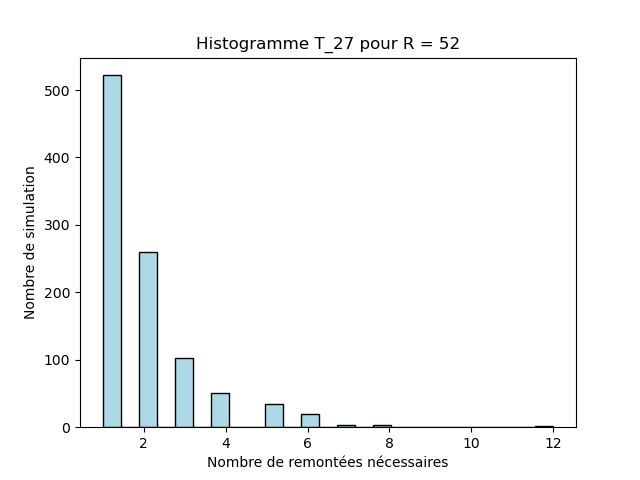 Histogramme T_27 pour R = 52
Nombre de simulation
500
400
300
200
100
0
2 4 6 8 10 12
Nombre de remontées nécessaires